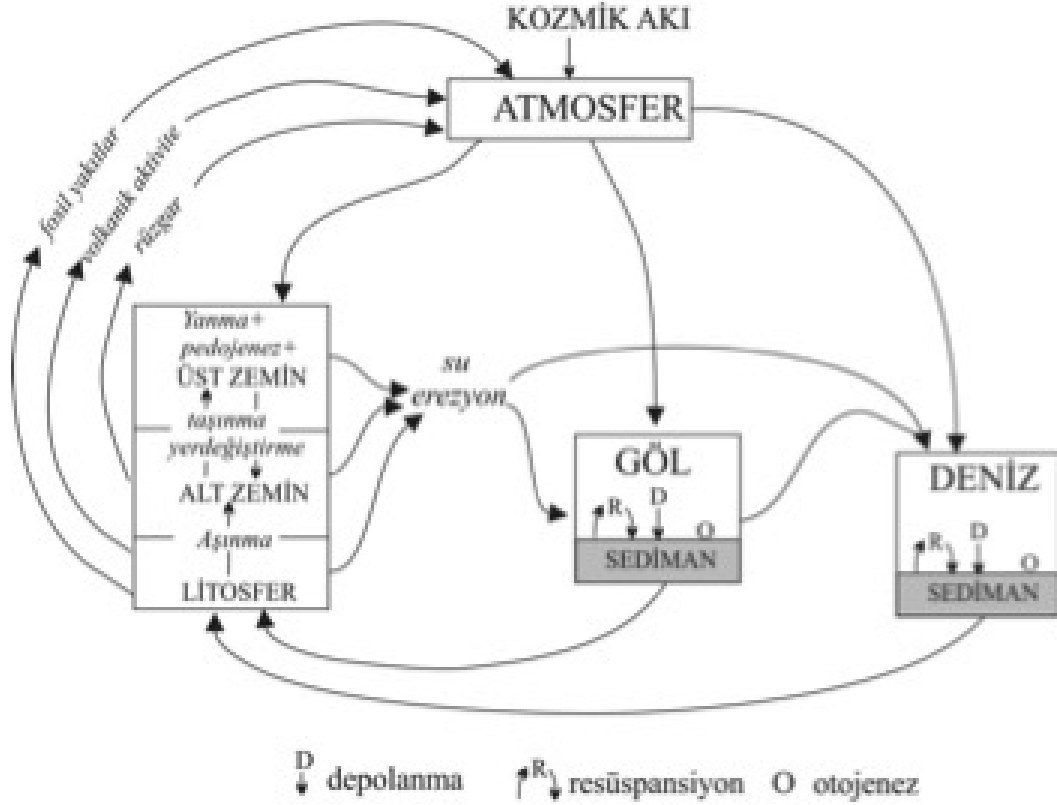 KOZMİK AKI
ATMOSFER
fosil yakıtlar
volkanik aktivite
rüzgar
Yanma+
pedojenez+
ÜST ZEMİN
taşınma
yerdeğiştirme
ALT ZEMİN
Aşınma
LİTOSFER
su
erezyon
GÖL
R D O
SEDİMAN
DENİZ
R D O
SEDİMAN
D depolanma R resüspansiyon O otojenez